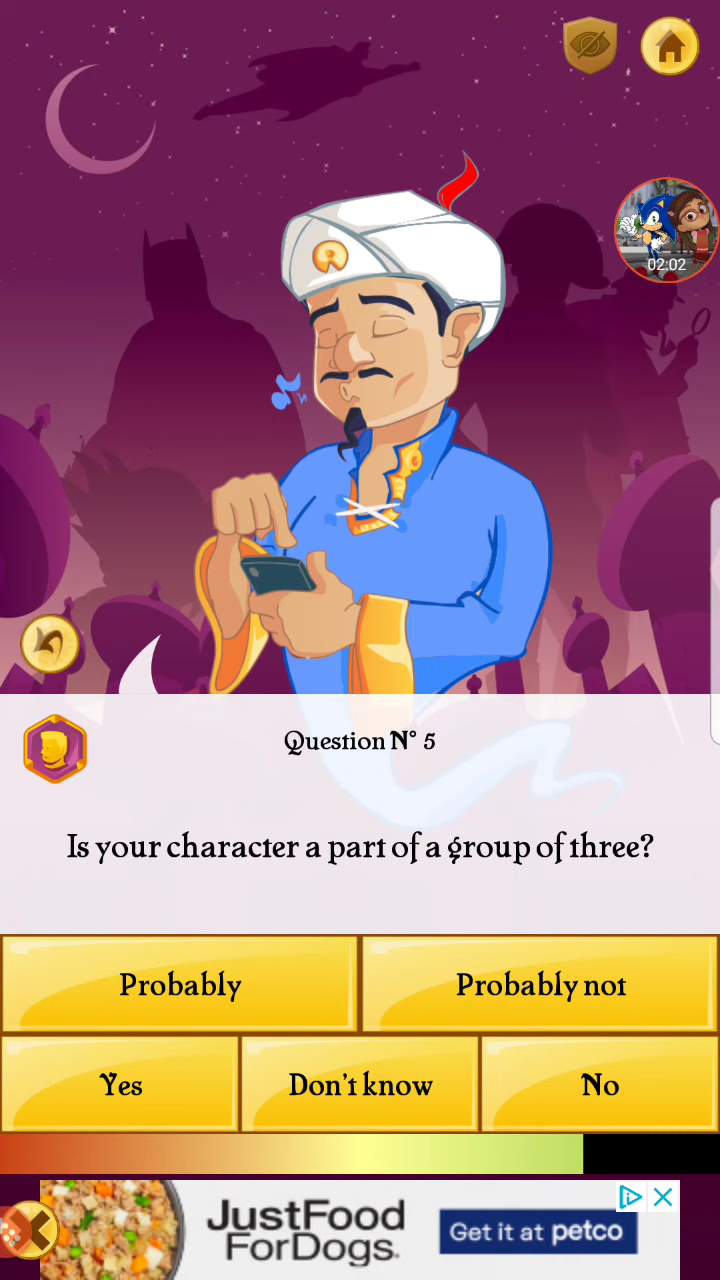 02:02
Question N° 5
Is your character a part of a group of three?
Probably
Probably not
Yes
Don't know
No
JustFood
ForDogs.
Get it at petco